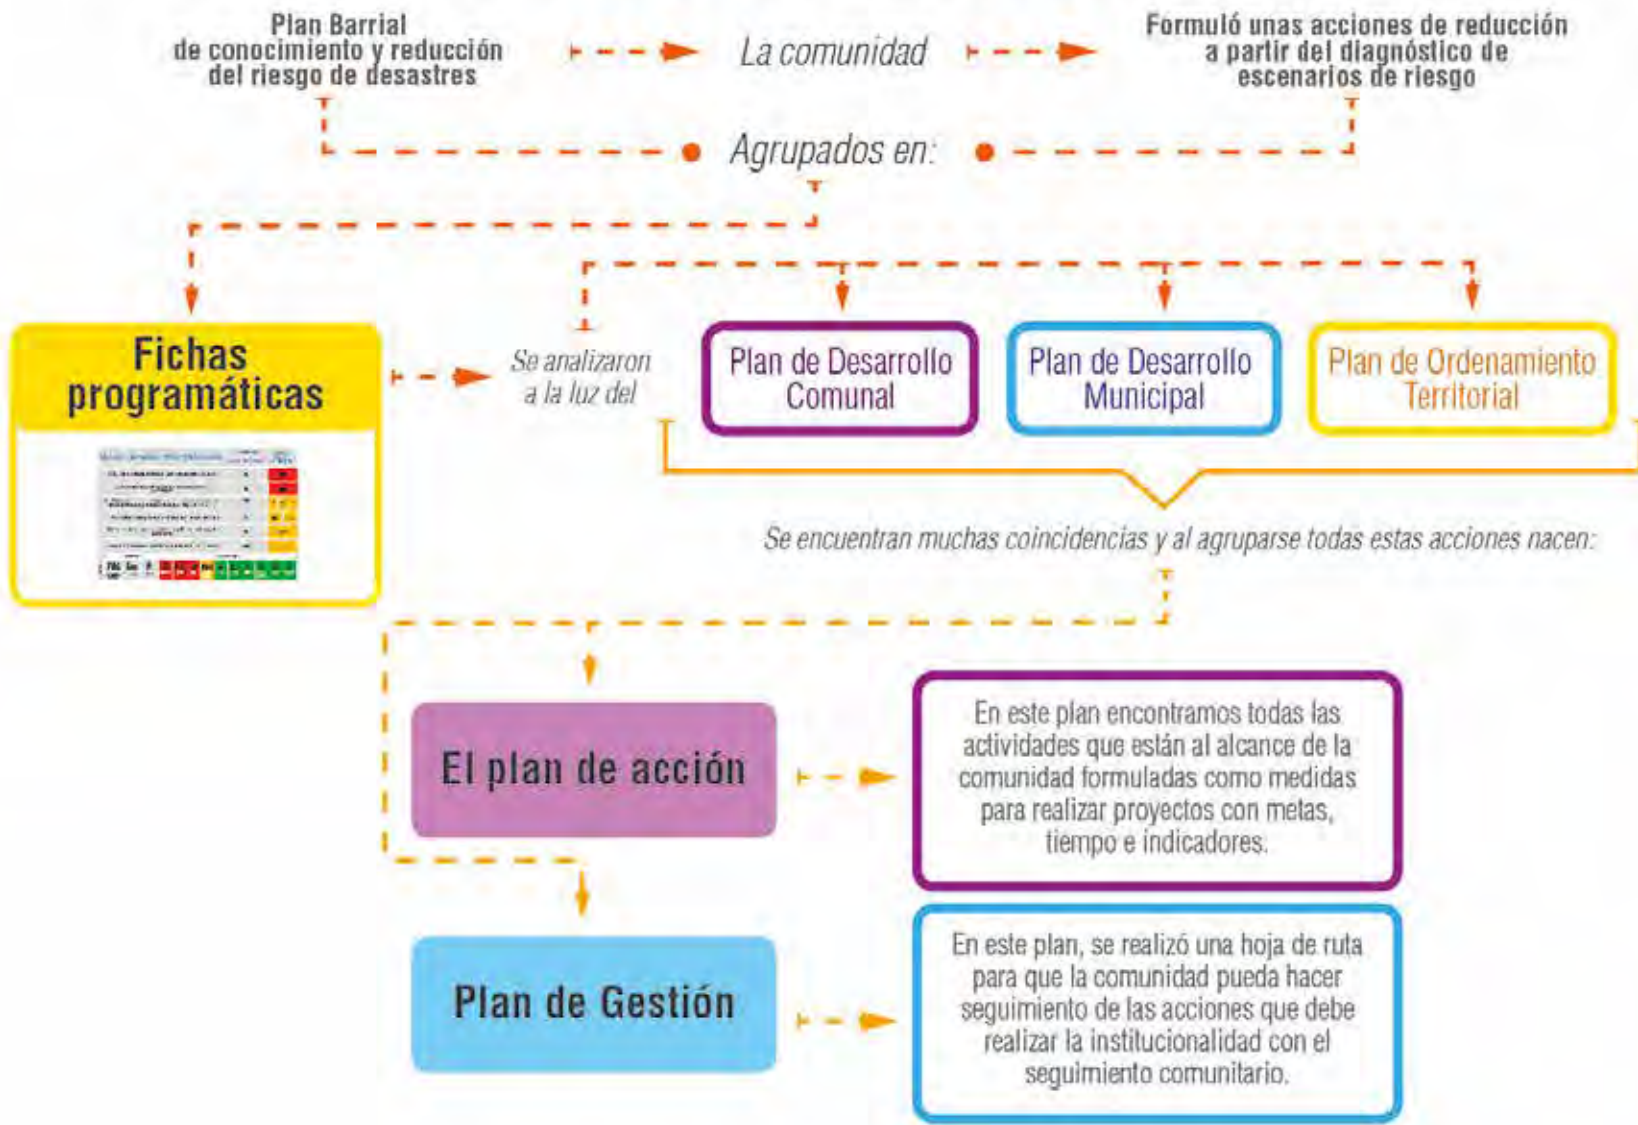 Plan Barrial
de conocimiento y reducción
del riesgo de desastres
La comunidad
Formuló unas acciones de reducción
a partir del diagnóstico de
escenarios de riesgo
Agrupados en:
Fichas
programáticas
Se analizaron
a la luz del
Plan de Desarrollo
Comunal
Plan de Desarrollo
Municipal
Plan de Ordenamiento
Territorial
Se encuentran muchas coincidencias y al agruparse todas estas acciones nacen:
El plan de acción
En este plan encontramos todas las
actividades que están al alcance de la
comunidad formuladas como medidas
para realizar proyectos con metas,
tiempo e indicadores.
Plan de Gestión
En este plan, se realizó una hoja de ruta
para que la comunidad pueda hacer
seguimiento de las acciones que debe
realizar la institucionalidad con el
seguimiento comunitario.